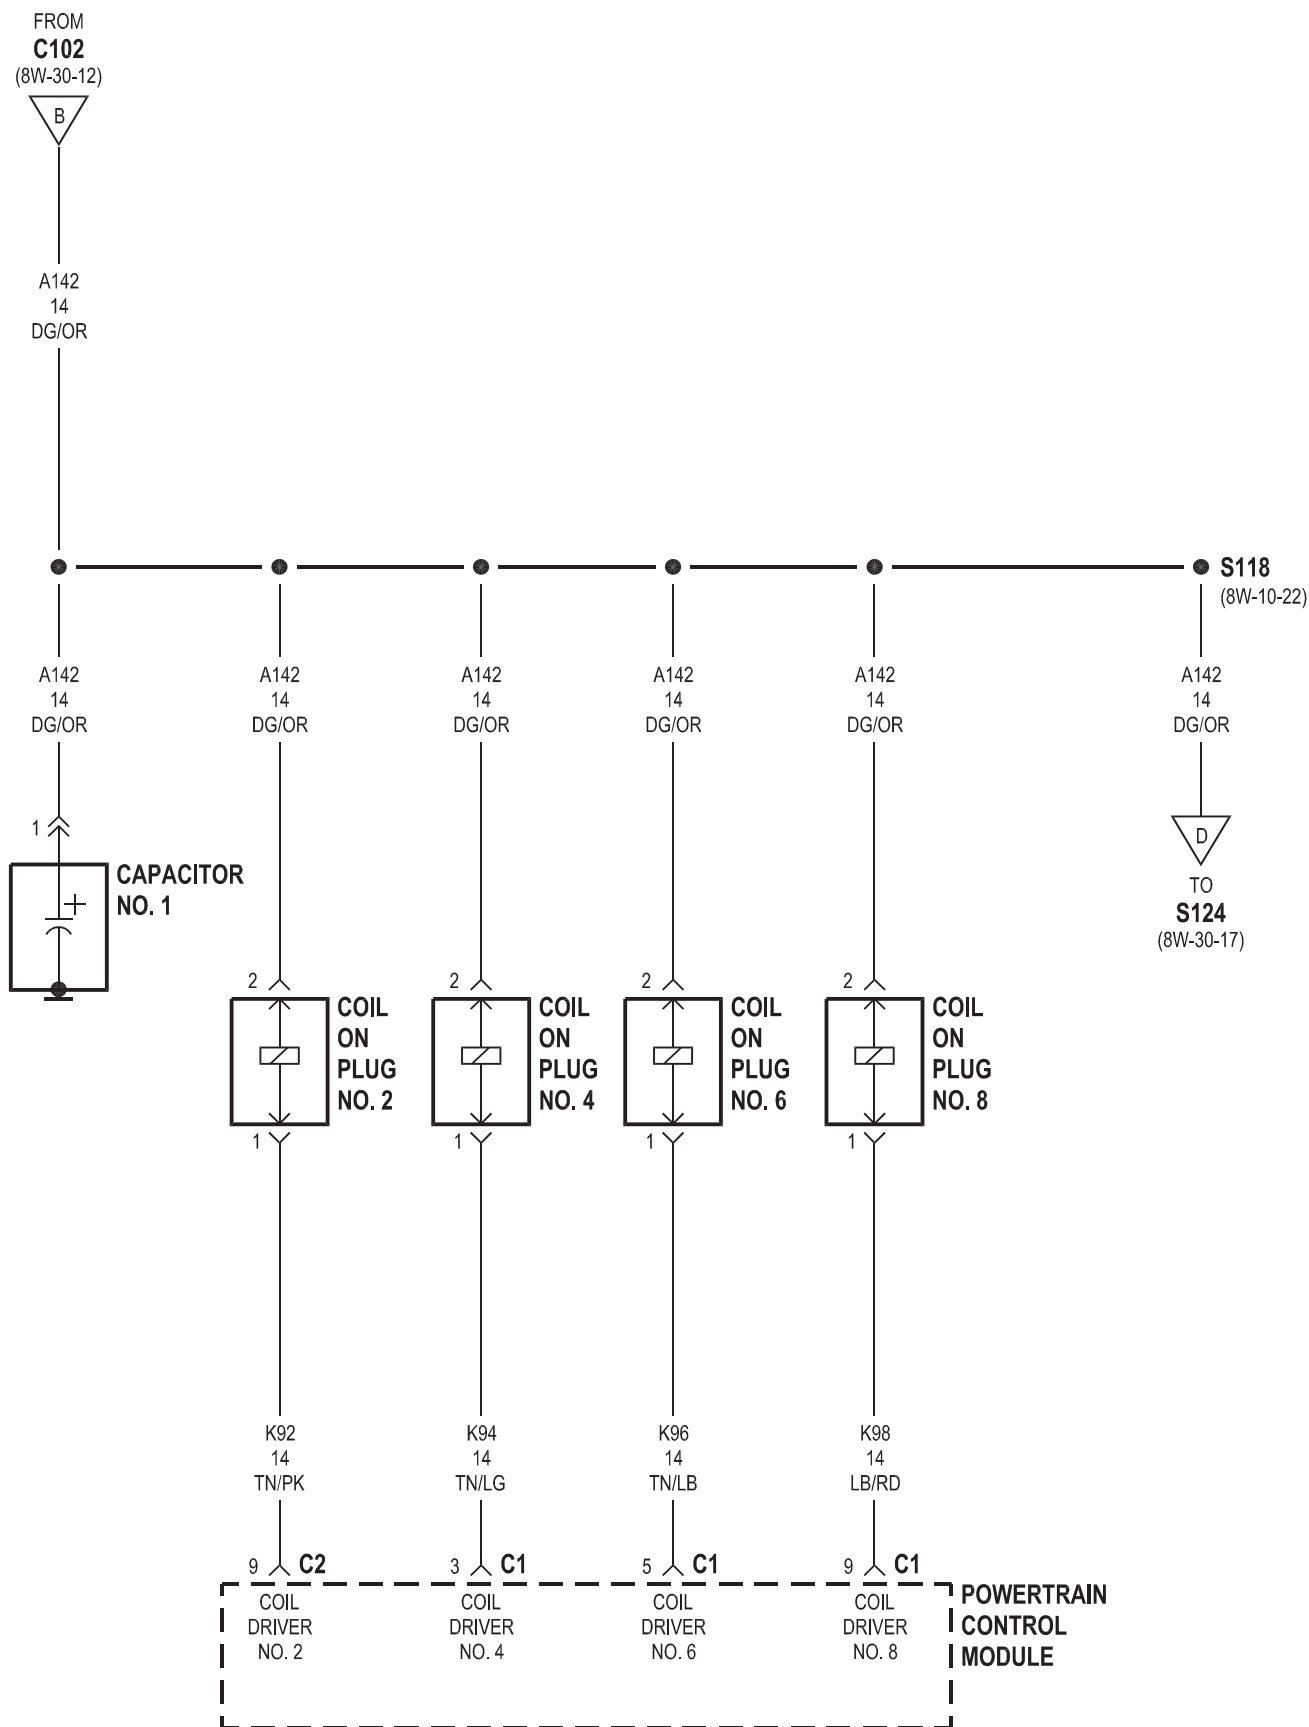 FROM
C102
(8W-30-12)
B
A142
14
DG/OR
S118
(8W-10-22)
A142
14
DG/OR
A142
14
DG/OR
A142
14
DG/OR
A142
14
DG/OR
A142
14
DG/OR
A142
14
DG/OR
1
CAPACITOR
NO. 1
+
D
TO
S124
(8W-30-17)
2
COIL
ON
PLUG
NO. 2
1
2
COIL
ON
PLUG
NO. 4
1
2
COIL
ON
PLUG
NO. 6
1
2
COIL
ON
PLUG
NO. 8
1
K92
14
TN/PK
K94
14
TN/LG
K96
14
TN/LB
K98
14
LB/RD
9 C2
3 C1
5 C1
9 C1
COIL
DRIVER
NO. 2
COIL
DRIVER
NO. 4
COIL
DRIVER
NO. 6
COIL
DRIVER
NO. 8
POWERTRAIN
CONTROL
MODULE